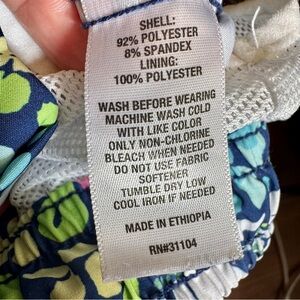 SHELL:
92% POLYESTER
8% SPANDEX
LINING:
100% POLYESTER
WASH BEFORE WEARING
MACHINE WASH COLD
WITH LIKE COLOR
ONLY NON-CHLORINE
BLEACH WHEN NEEDED
DO NOT USE FABRIC
SOFTENER
TUMBLE DRY LOW
COOL IRON IF NEEDED
MADE IN ETHIOPIA
RN#31104